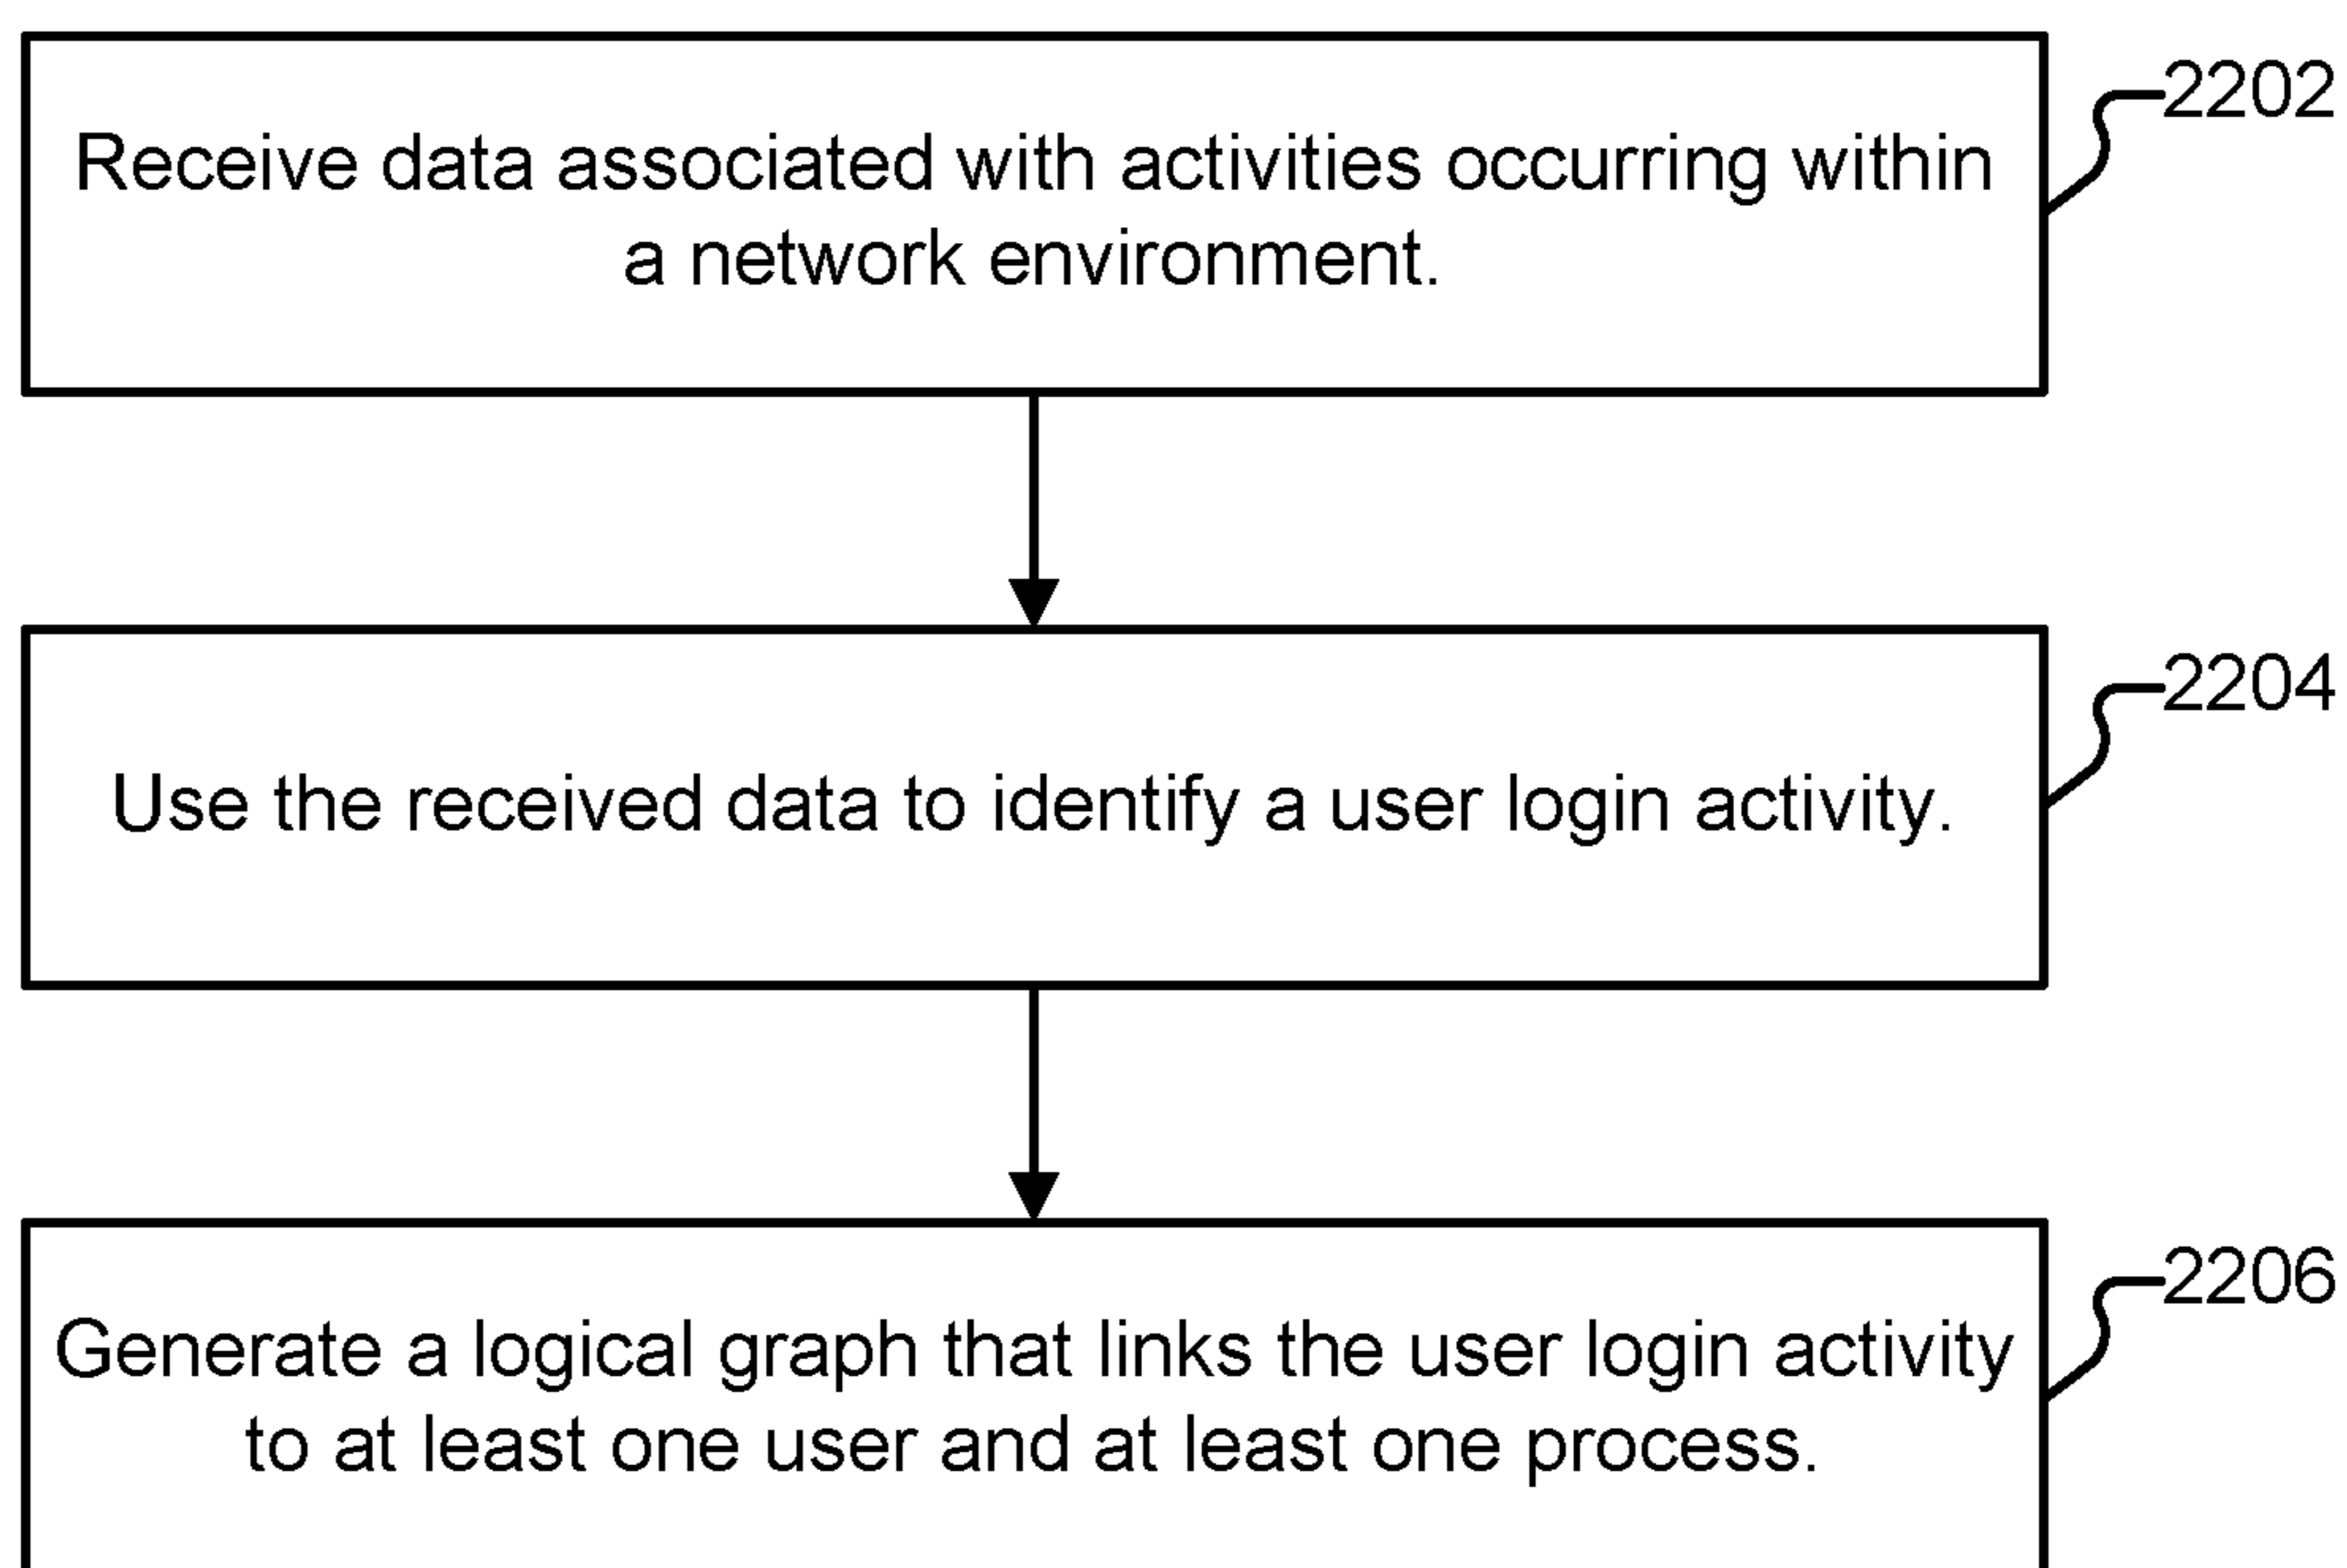 2202
Receive data associated with activities occurring within
a network environment.
2204
Use the received data to identify a user login activity.
2206
Generate a logical graph that links the user login activity
to at least one user and at least one process.